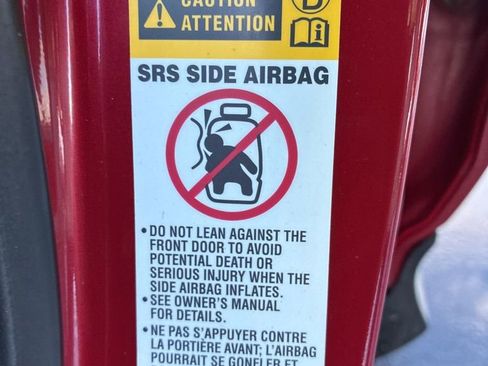 CAUTION
ATTENTION
SRS SIDE AIRBAG
• DO NOT LEAN AGAINST THE
FRONT DOOR TO AVOID
POTENTIAL DEATH OR
SERIOUS INJURY WHEN THE
SIDE AIRBAG INFLATES.
• SEE OWNER'S MANUAL
FOR DETAILS.
• NE PAS S'APPUYER CONTRE
LA PORTIÈRE AVANT; L'AIRBAG
POURRAIT SE GONFLER ET